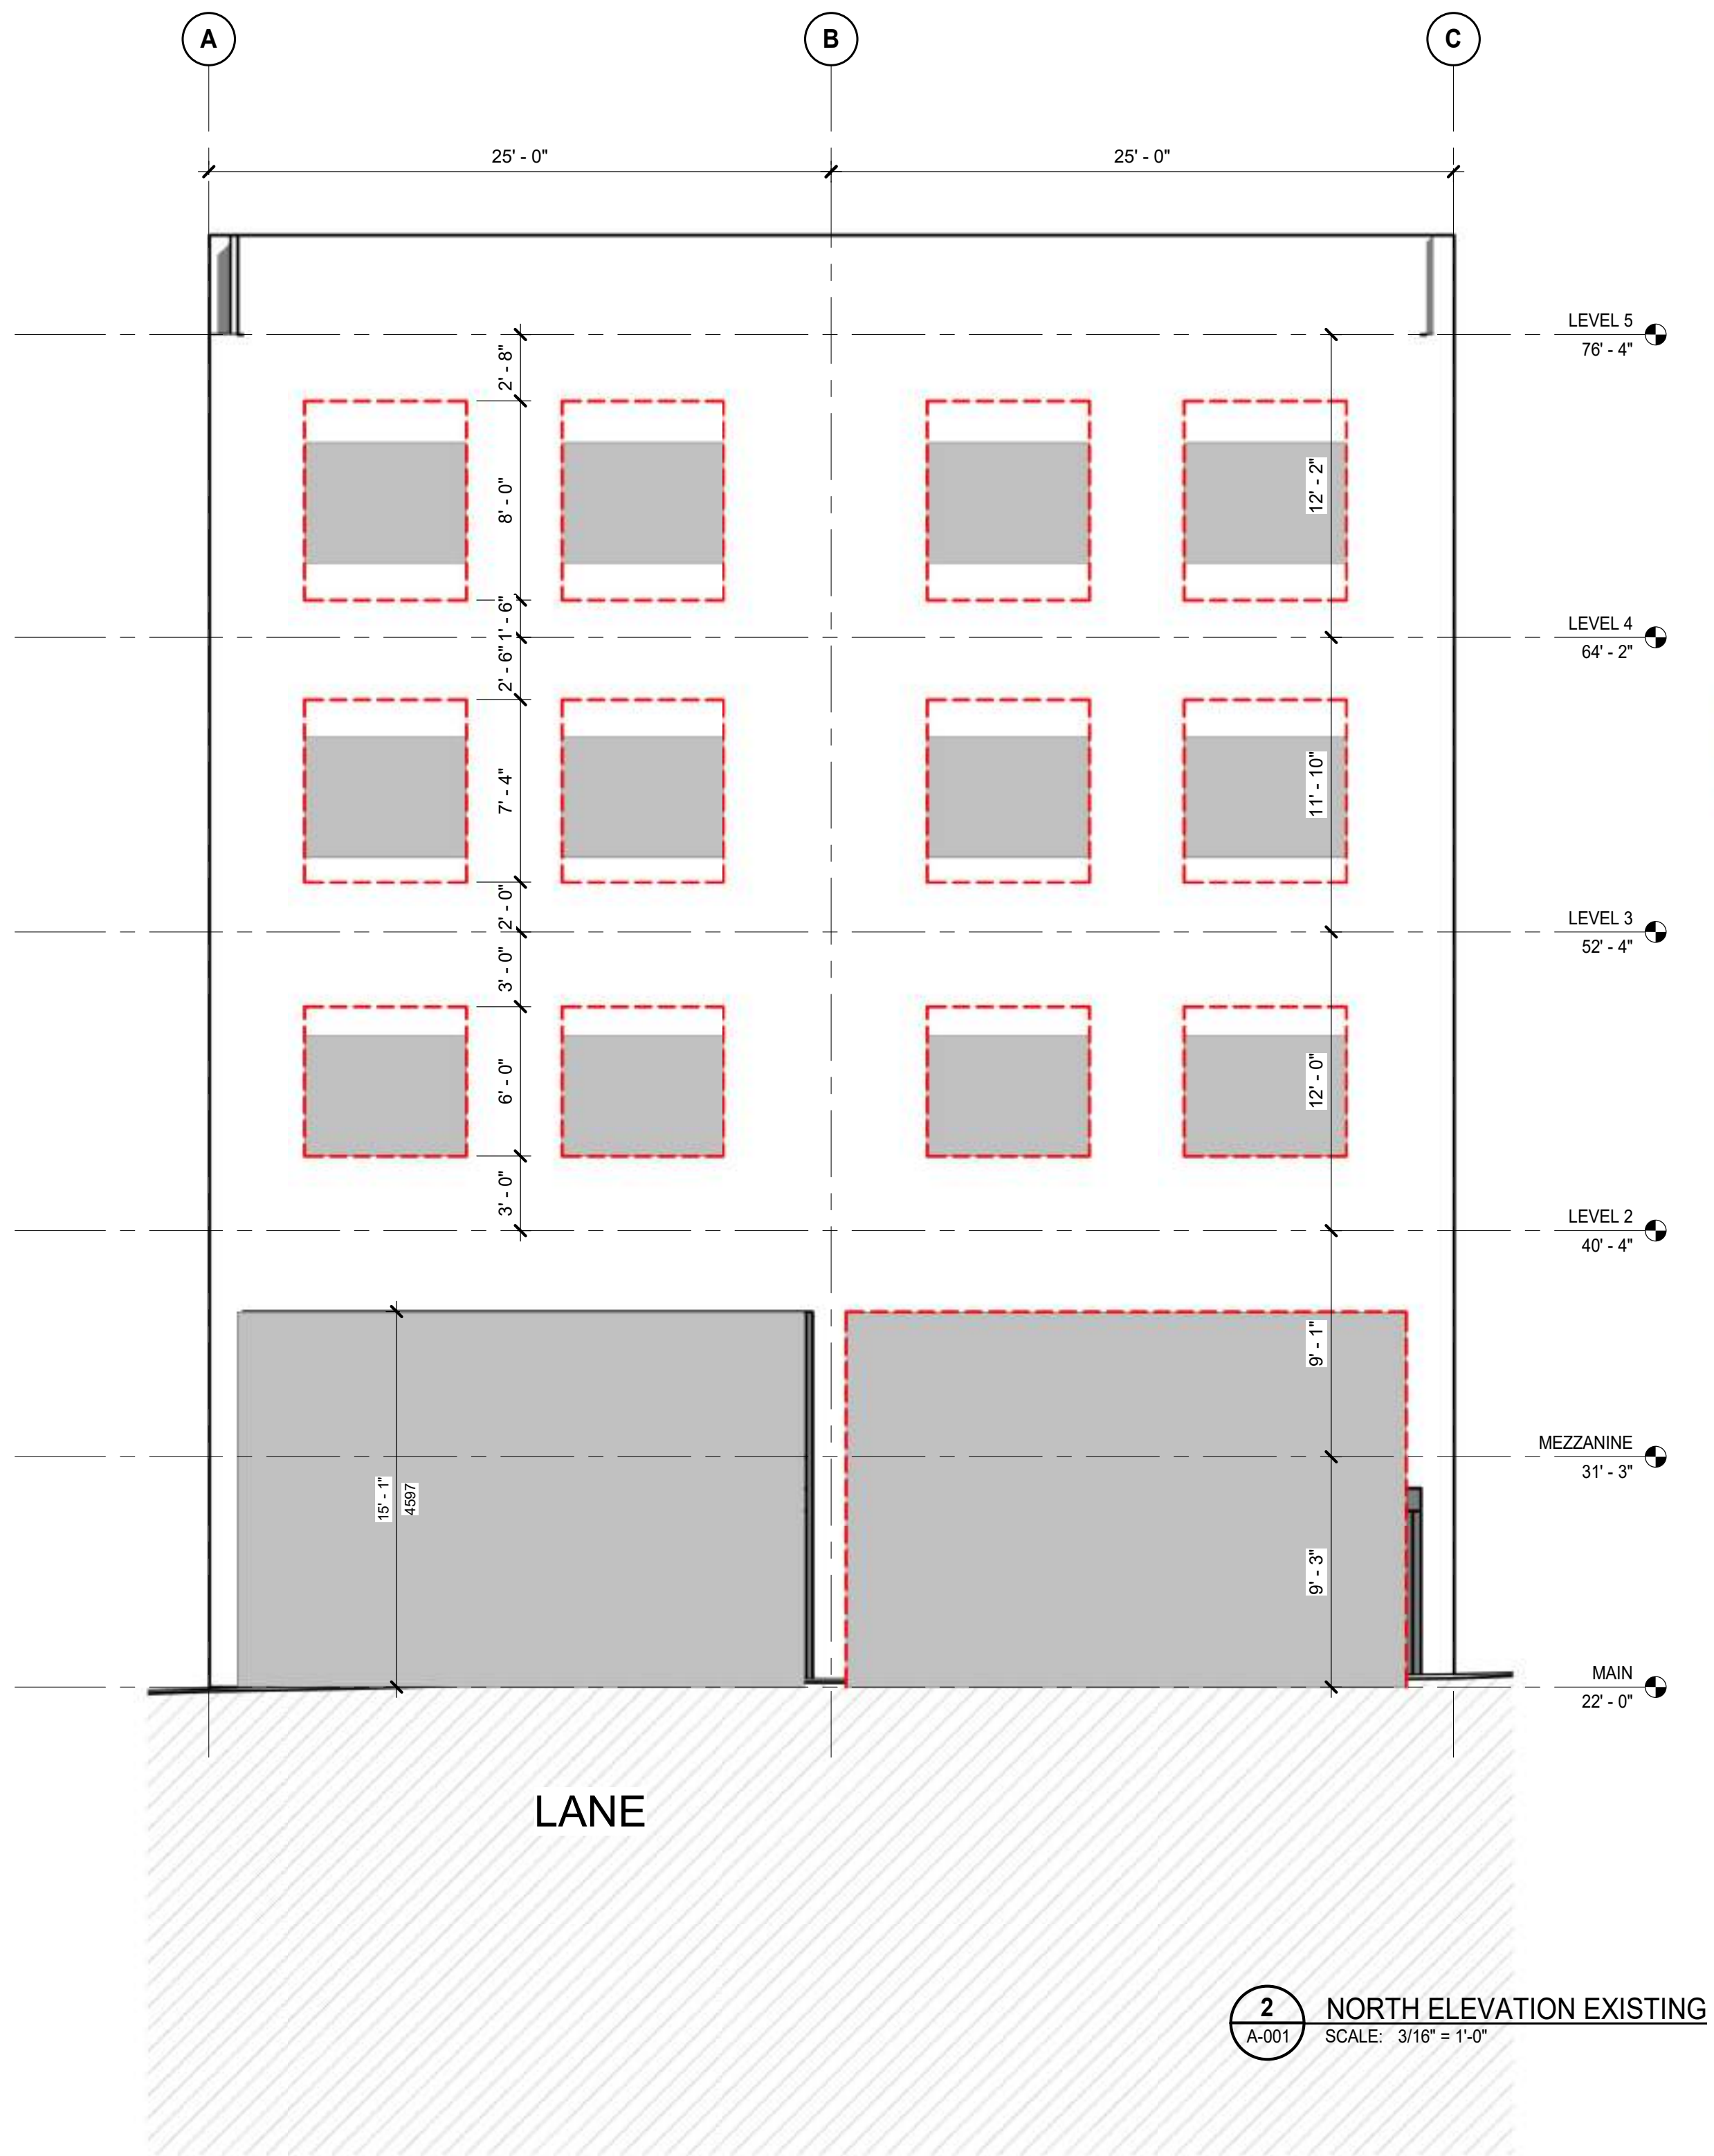 A B C
25' - 0" 25' - 0"
LEVEL 5
76' - 4"
2' - 8"
8' - 0"
12' - 2"
1' - 6"
LEVEL 4
64' - 2"
2' - 6"
7' - 4"
11' - 10"
2' - 0"
LEVEL 3
52' - 4"
3' - 0"
6' - 0"
12' - 0"
3' - 0"
LEVEL 2
40' - 4"
9' - 1"
MEZZANINE
31' - 3"
15' - 1"
4597
9' - 3"
MAIN
22' - 0"
LANE
2
A-001
NORTH ELEVATION EXISTING
SCALE: 3/16" = 1'-0"